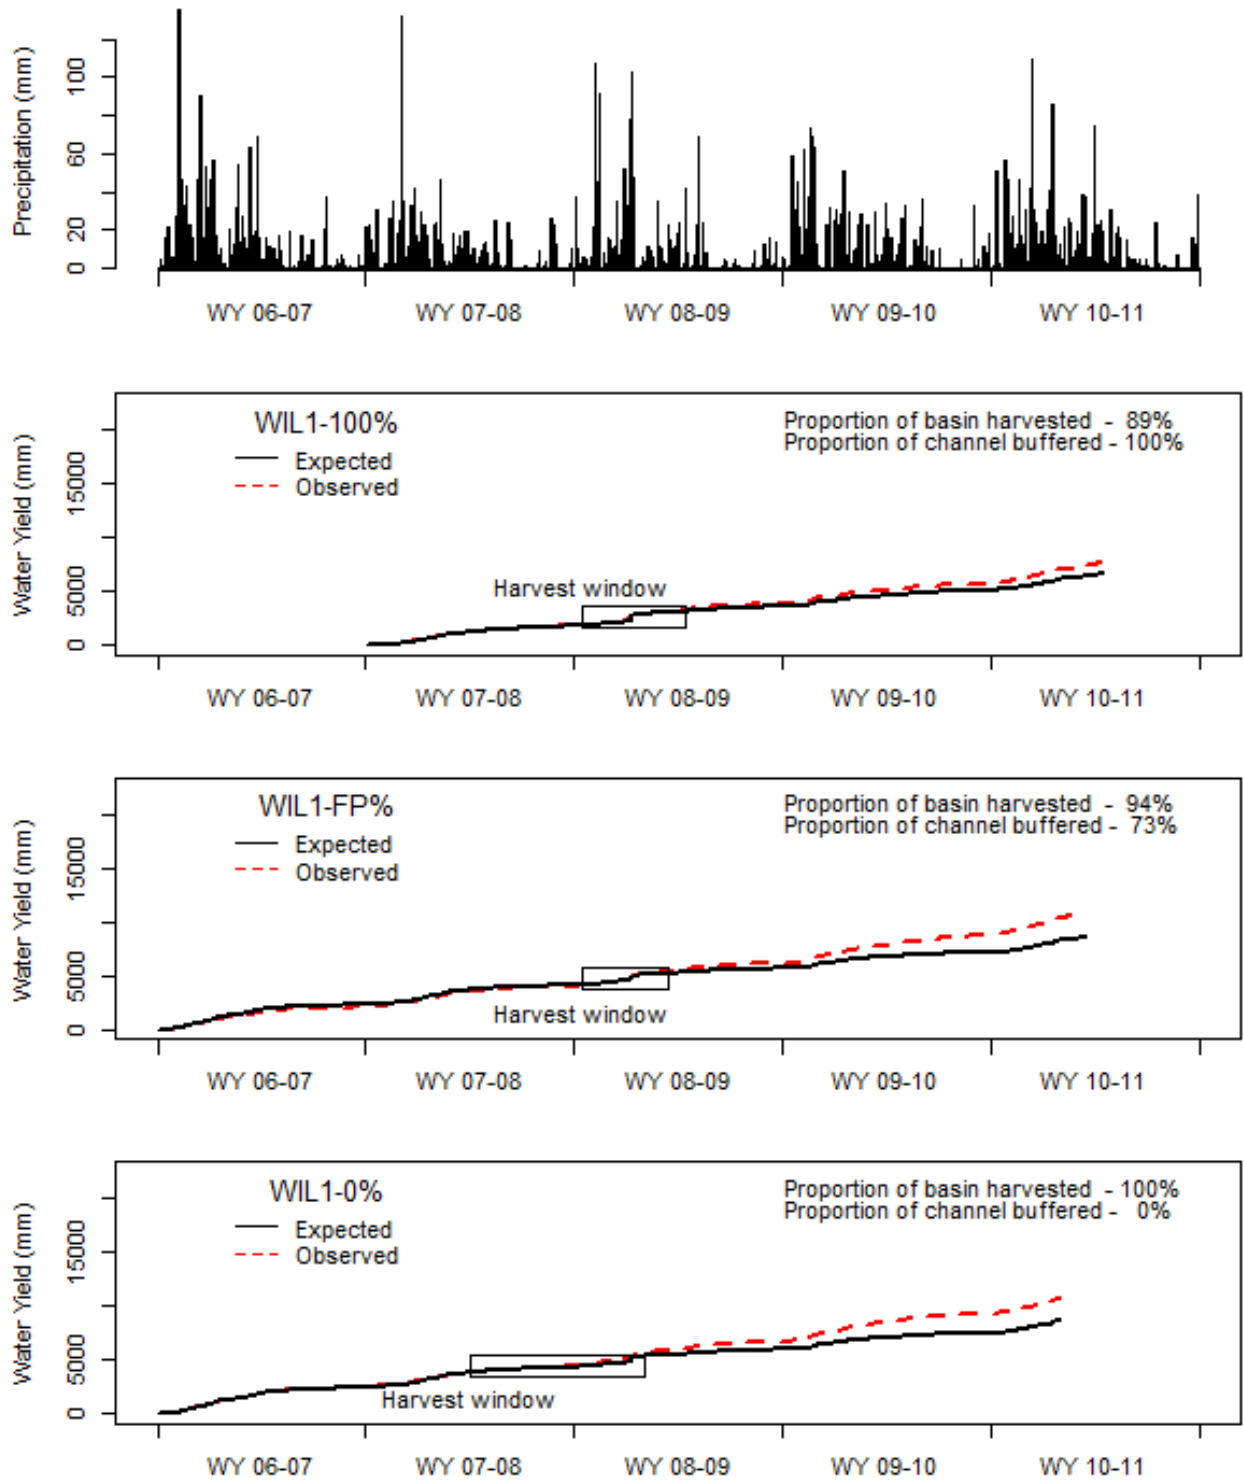 Precipitation (mm)
100
60
20
0
WY 06-07 WY 07-08 WY 08-09 WY 09-10 WY 10-11
WIL1-100%
Expected
Observed
Proportion of basin harvested - 89%
Proportion of channel buffered - 100%
Water Yield (mm)
15000
5000
0
Harvest window
WY 06-07 WY 07-08 WY 08-09 WY 09-10 WY 10-11
WIL1-FP%
Expected
Observed
Proportion of basin harvested - 94%
Proportion of channel buffered - 73%
Water Yield (mm)
15000
5000
0
Harvest window
WY 06-07 WY 07-08 WY 08-09 WY 09-10 WY 10-11
WIL1-0%
Expected
Observed
Proportion of basin harvested - 100%
Proportion of channel buffered - 0%
Water Yield (mm)
15000
5000
0
Harvest window
WY 06-07 WY 07-08 WY 08-09 WY 09-10 WY 10-11